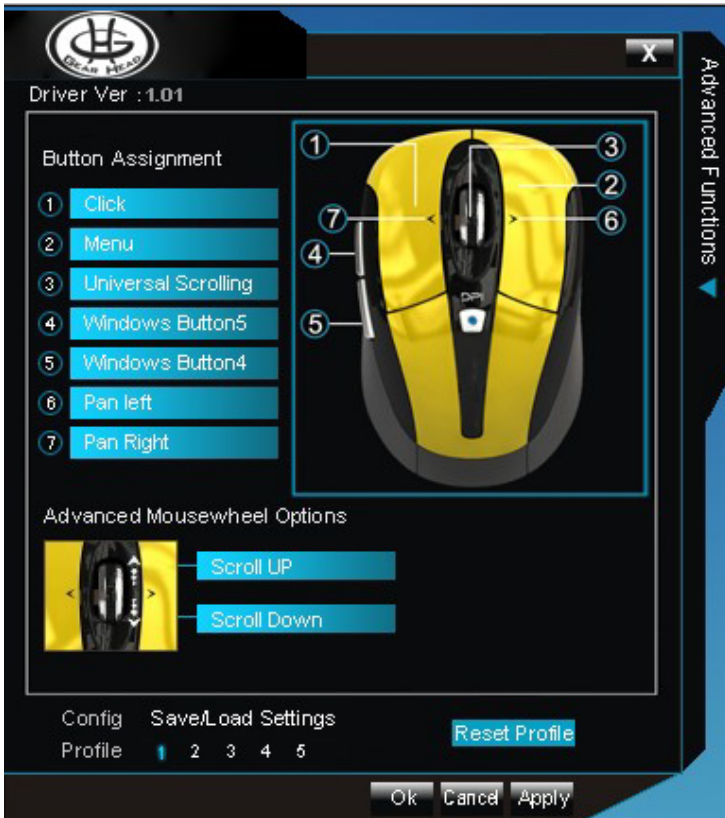 GH
GEAR HEAD
X
Driver Ver :1.01
Advanced Functions
Button Assignment
1 Click
2 Menu
3 Universal Scrolling
4 Windows Button5
5 Windows Button4
6 Pan left
7 Pan Right
1
3
2
7
6
4
DPI
5
Advanced Mousewheel Options
Scroll UP
Scroll Down
Config Save/Load Settings
Profile 1 2 3 4 5
Reset Profile
Ok Cancel Apply